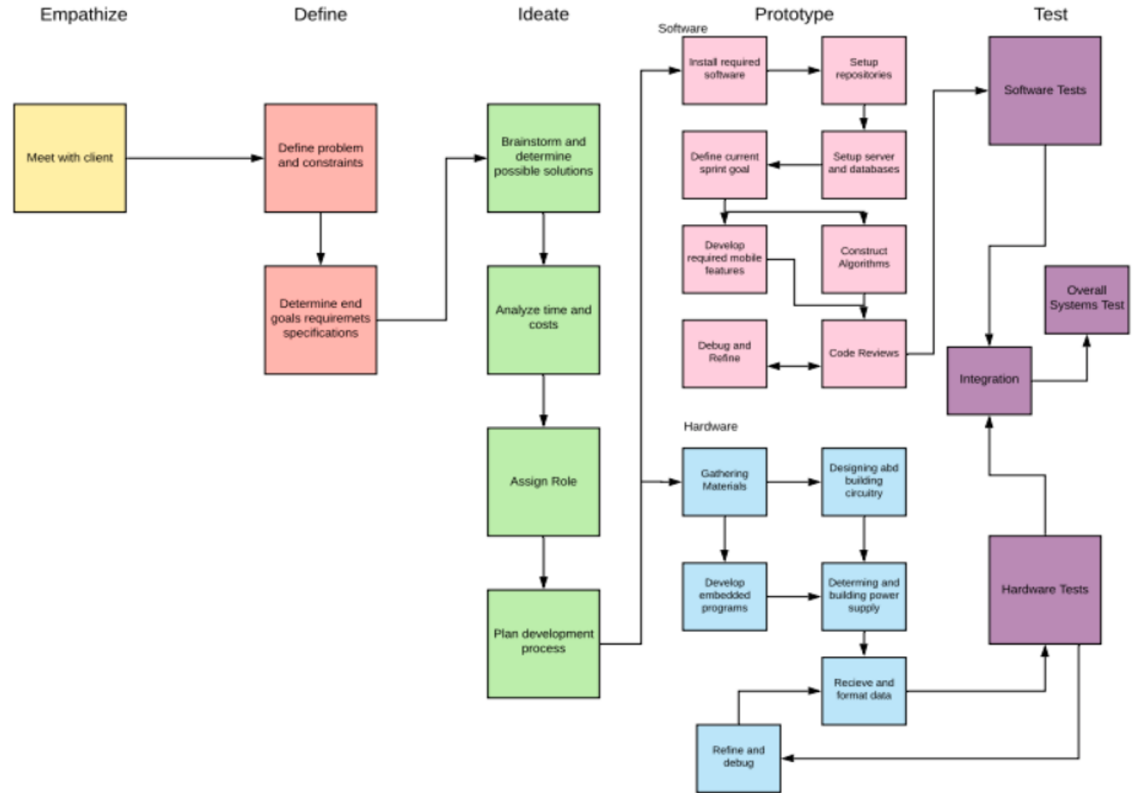 Empathize
Define
Ideate
Prototype
Test
Meet with client
Define problem
and constraints
Determine end
goals requiremets
specifications
Brainstorm and
determine
possible solutions
Analyze time and
costs
Assign Role
Plan development
process
Software
Install required
software
Setup
repositories
Define current
sprint goal
Setup server
and databases
Develop
required mobile
features
Construct
Algorithms
Debug and
Refine
Code Reviews
Hardware
Gathering
Materials
Designing abd
building
circuitry
Develop
embedded
programs
Determing and
building power
supply
Recieve and
format data
Refine and
debug
Software Tests
Overall
Systems Test
Integration
Hardware Tests